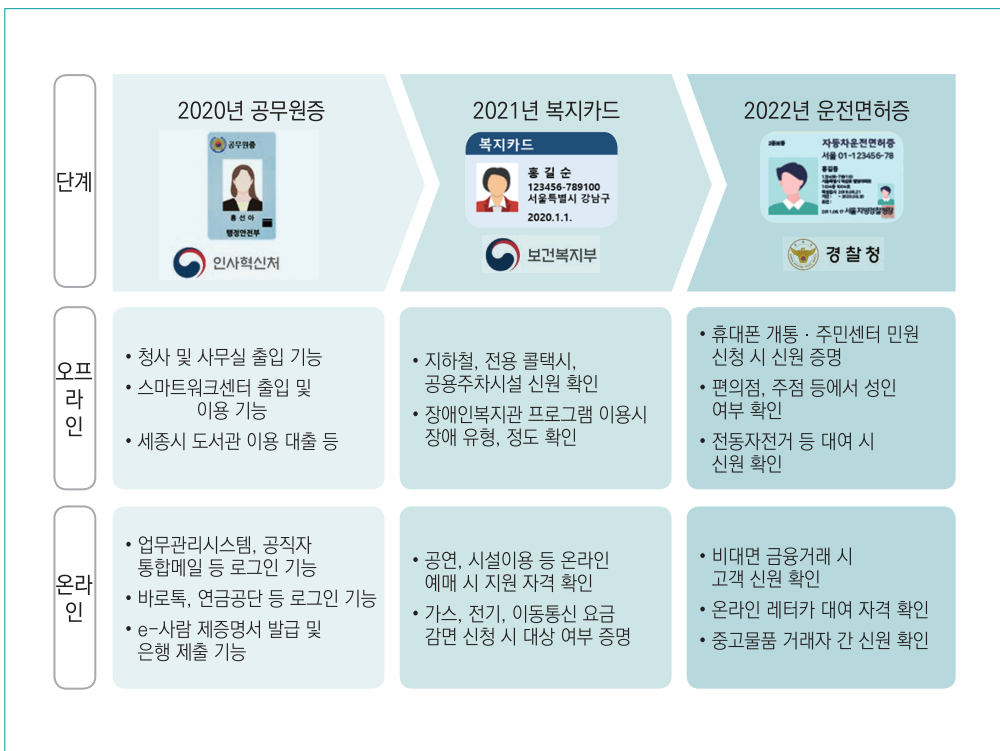 단계
2020년 공무원증
공무원증
홍 선 아
행정안전부
인사혁신처
2021년 복지카드
복지카드
홍 길 순
123456-789100
서울특별시 강남구
2020.1.1.
보건복지부
2022년 운전면허증
자동차운전면허증
서울 01-123456-78
홍길동
서울지방경찰청장
경찰청
오프
라
인
• 청사 및 사무실 출입 기능
• 스마트워크센터 출입 및
이용 기능
• 세종시 도서관 이용 대출 등
• 지하철, 전용 콜택시,
공용주차시설 신원 확인
• 장애인복지관 프로그램 이용시
장애 유형, 정도 확인
• 휴대폰 개통 · 주민센터 민원
신청 시 신원 증명
• 편의점, 주점 등에서 성인
여부 확인
• 전동자전거 등 대여 시
신원 확인
온라
인
• 업무관리시스템, 공직자
통합메일 등 로그인 기능
• 바로톡, 연금공단 등 로그인 기능
• e-사람 제증명서 발급 및
은행 제출 기능
• 공연, 시설이용 등 온라인
예매 시 지원 자격 확인
• 가스, 전기, 이동통신 요금
감면 신청 시 대상 여부 증명
• 비대면 금융거래 시
고객 신원 확인
• 온라인 레터카 대여 자격 확인
• 중고물품 거래자 간 신원 확인